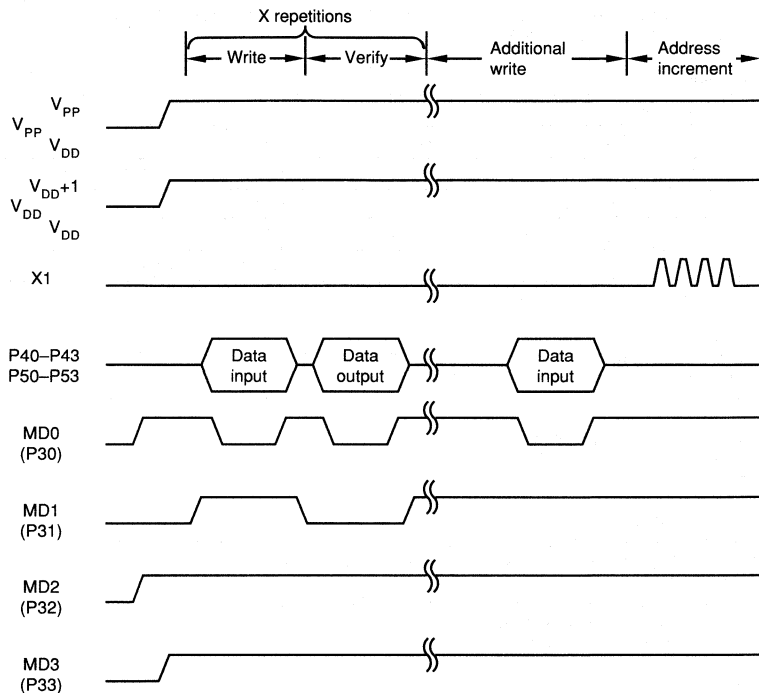 X repetitions
Write
Verify
Additional
write
Address
increment
VPP
VPP
VDD
VDD+1
VDD
VDD
X1
P40–P43
P50–P53
Data
input
Data
output
Data
input
MD0
(P30)
MD1
(P31)
MD2
(P32)
MD3
(P33)